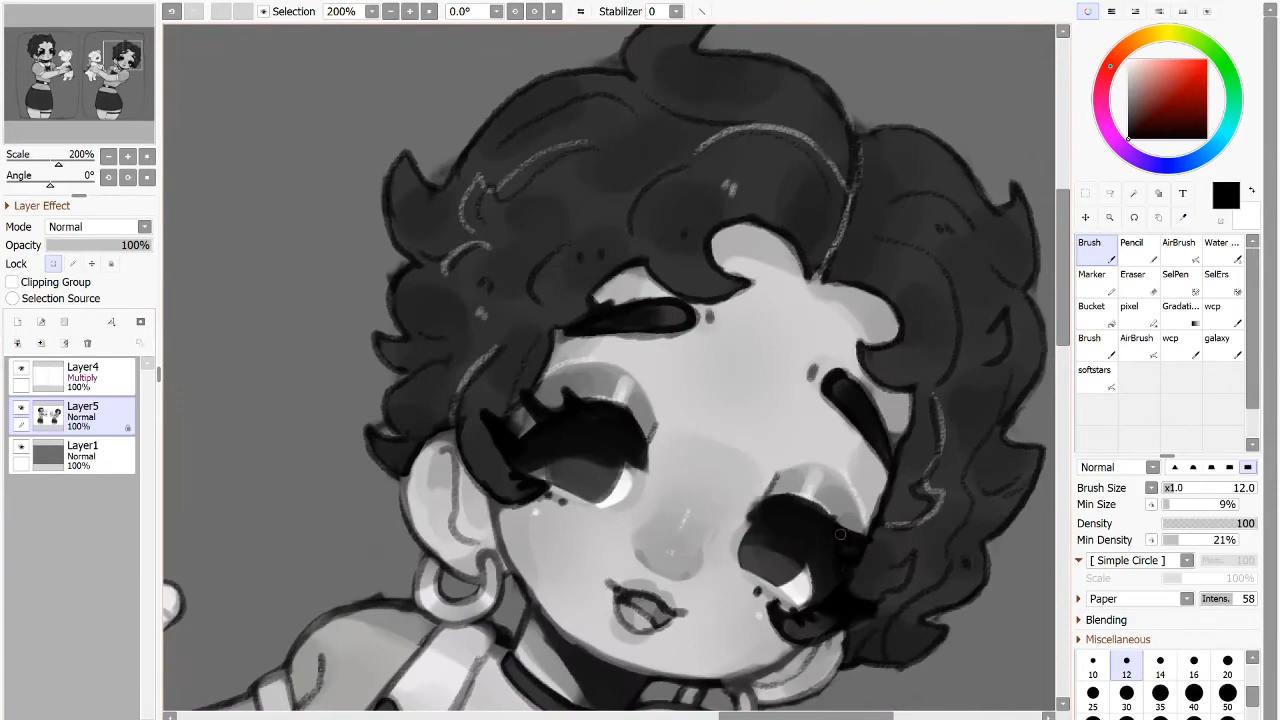 Selection 200% 0.0° Stabilizer 0
Scale 200%
Angle 0°
Layer Effect
Mode Normal
Opacity 100%
Lock
Clipping Group
Selection Source
Layer4
Multiply
100%
Layer5
Normal
100%
Layer1
Normal
100%
T
Brush Pencil AirBrush Water ...
Marker Eraser SelPen SelErs
Bucket pixel Gradati... wcp
Brush AirBrush wcp galaxy
softstars
Normal
Brush Size x1.0 12.0
Min Size 9%
Density 100
Min Density 21%
[ Simple Circle ] 100
Scale 100%
Paper Intens. 58
Blending
Miscellaneous
10 12 14 16 20
25 30 35 40 50